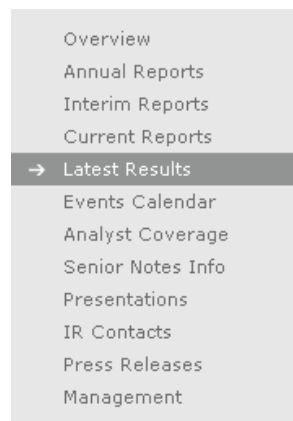 Overview
Annual Reports
Interim Reports
Current Reports
→ Latest Results
Events Calendar
Analyst Coverage
Senior Notes Info
Presentations
IR Contacts
Press Releases
Management